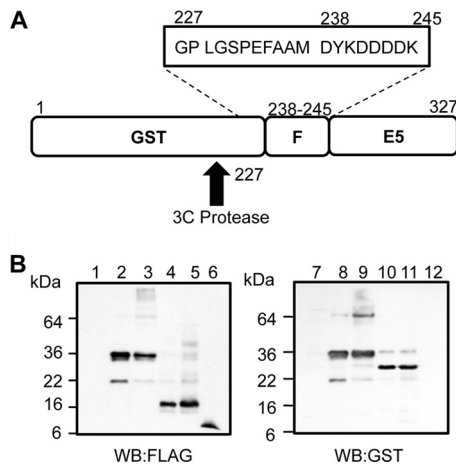 A
227 238 245
GPLGSPEFAAM DYKDDDDK
1 238-245 327
GST F E5
227
3C Protease
B
kDa 1 2 3 4 5 6
64
36
22
16
6
WB:FLAG
kDa 7 8 9 10 11 12
64
36
22
16
6
WB:GST